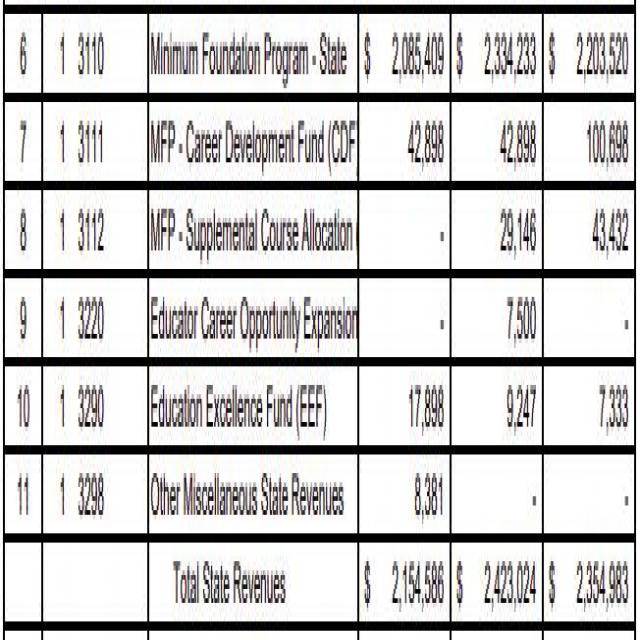 6 1 3110 Minimum Foundation Program - State $ 2,085,409 $ 2,334,233 $ 2,203,520
7 1 3111 MFP - Career Development Fund (CDF 42,898 42,898 100,698
8 1 3112 MFP - Supplemental Course Allocation ( - 29,146 43,432
9 1 3220 Educator Career Opportunity Expansion - 7,500 -
10 1 3290 Education Excellence Fund (EEF) 17,898 9,247 7,333
11 1 3298 Other Miscellaneous State Revenues 8,381 - -
Total State Revenues $ 2,154,586 $ 2,423,024 $ 2,354,983